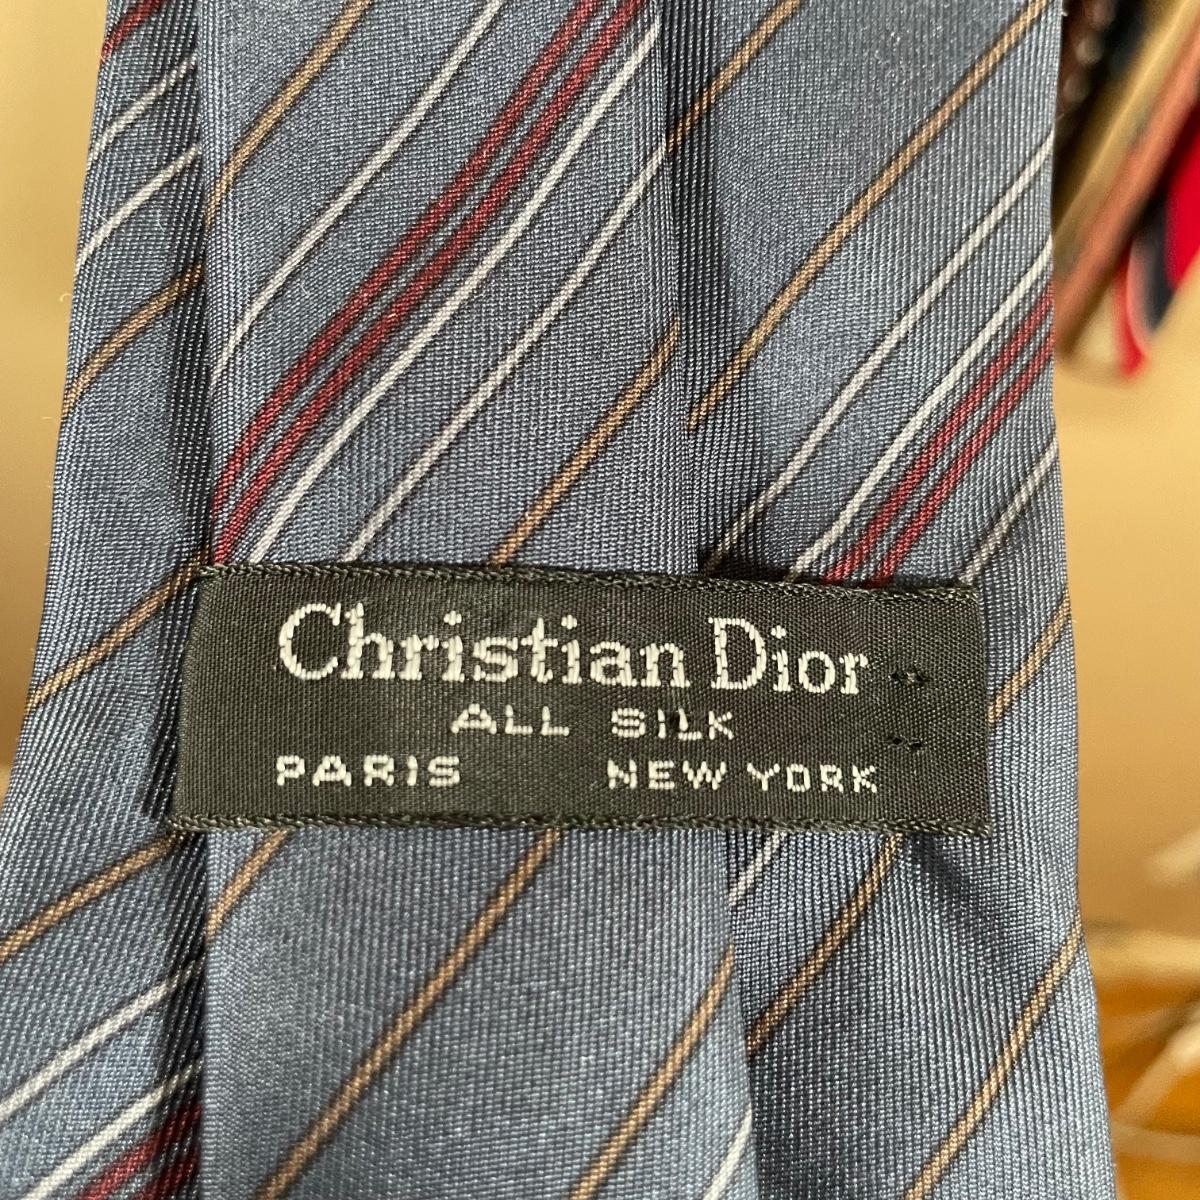 Christian Dior
ALL SILK
PARIS NEW YORK